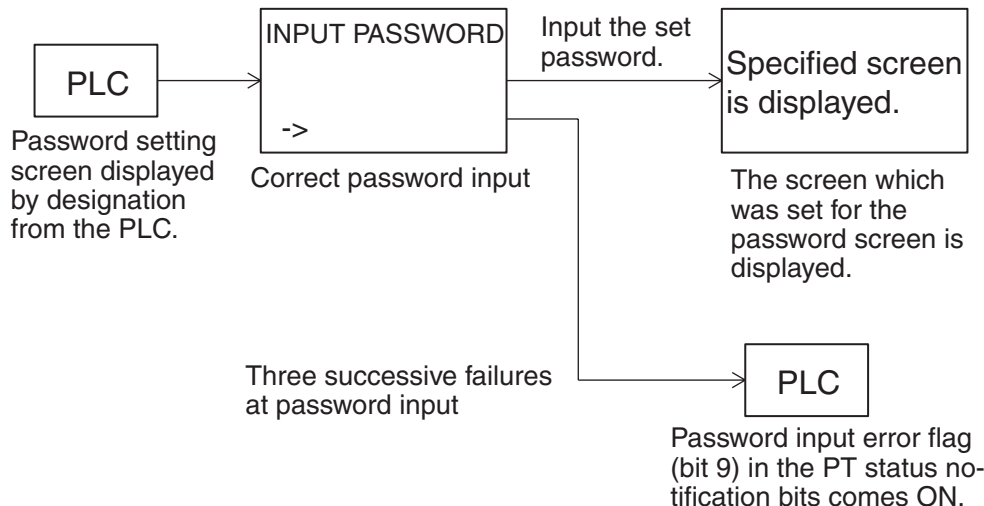 INPUT PASSWORD
->
PLC
Password setting
screen displayed
by designation
from the PLC.
Correct password input
Input the set
password.
Specified screen
is displayed.
The screen which
was set for the
password screen is
displayed.
Three successive failures
at password input
PLC
Password input error flag
(bit 9) in the PT status no-
tification bits comes ON.